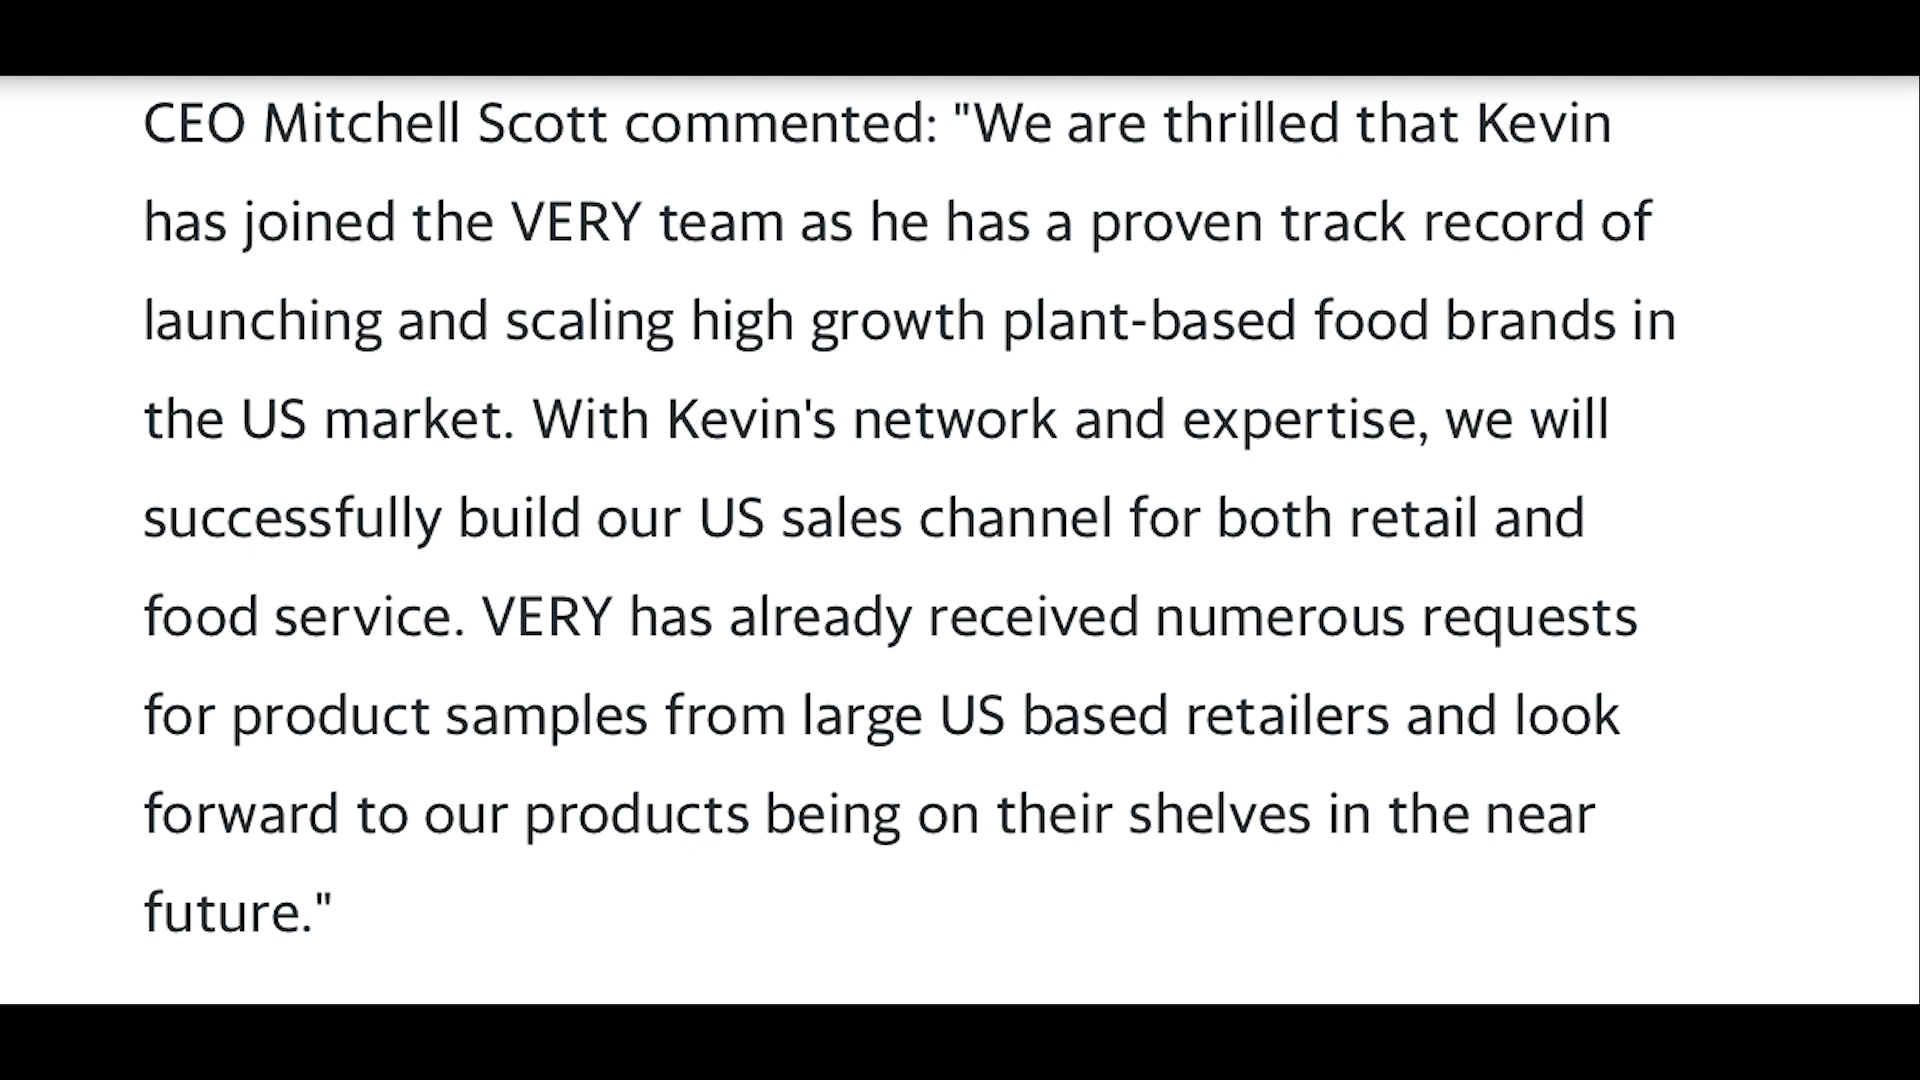 CEO Mitchell Scott commented: "We are thrilled that Kevin
has joined the VERY team as he has a proven track record of
launching and scaling high growth plant-based food brands in
the US market. With Kevin's network and expertise, we will
successfully build our US sales channel for both retail and
food service. VERY has already received numerous requests
for product samples from large US based retailers and look
forward to our products being on their shelves in the near
future."